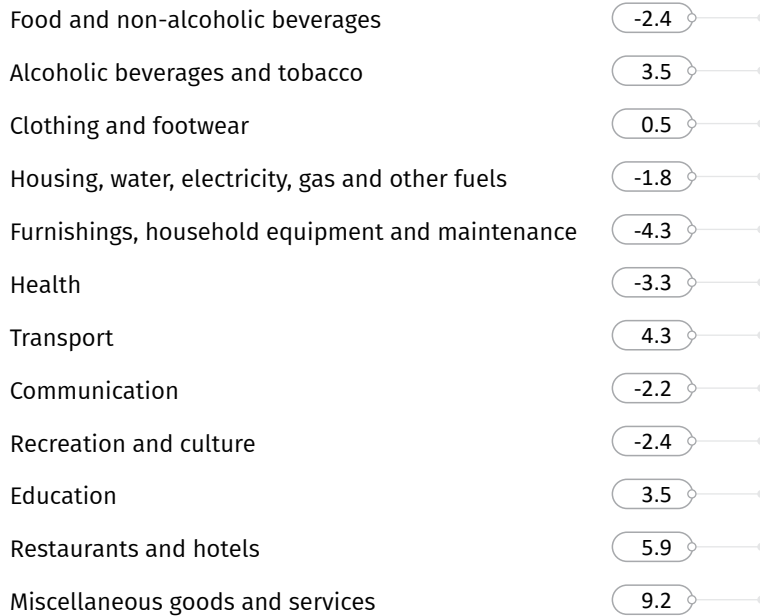 Food and non-alcoholic beverages -2.4
Alcoholic beverages and tobacco 3.5
Clothing and footwear 0.5
Housing, water, electricity, gas and other fuels -1.8
Furnishings, household equipment and maintenance -4.3
Health -3.3
Transport 4.3
Communication -2.2
Recreation and culture -2.4
Education 3.5
Restaurants and hotels 5.9
Miscellaneous goods and services 9.2